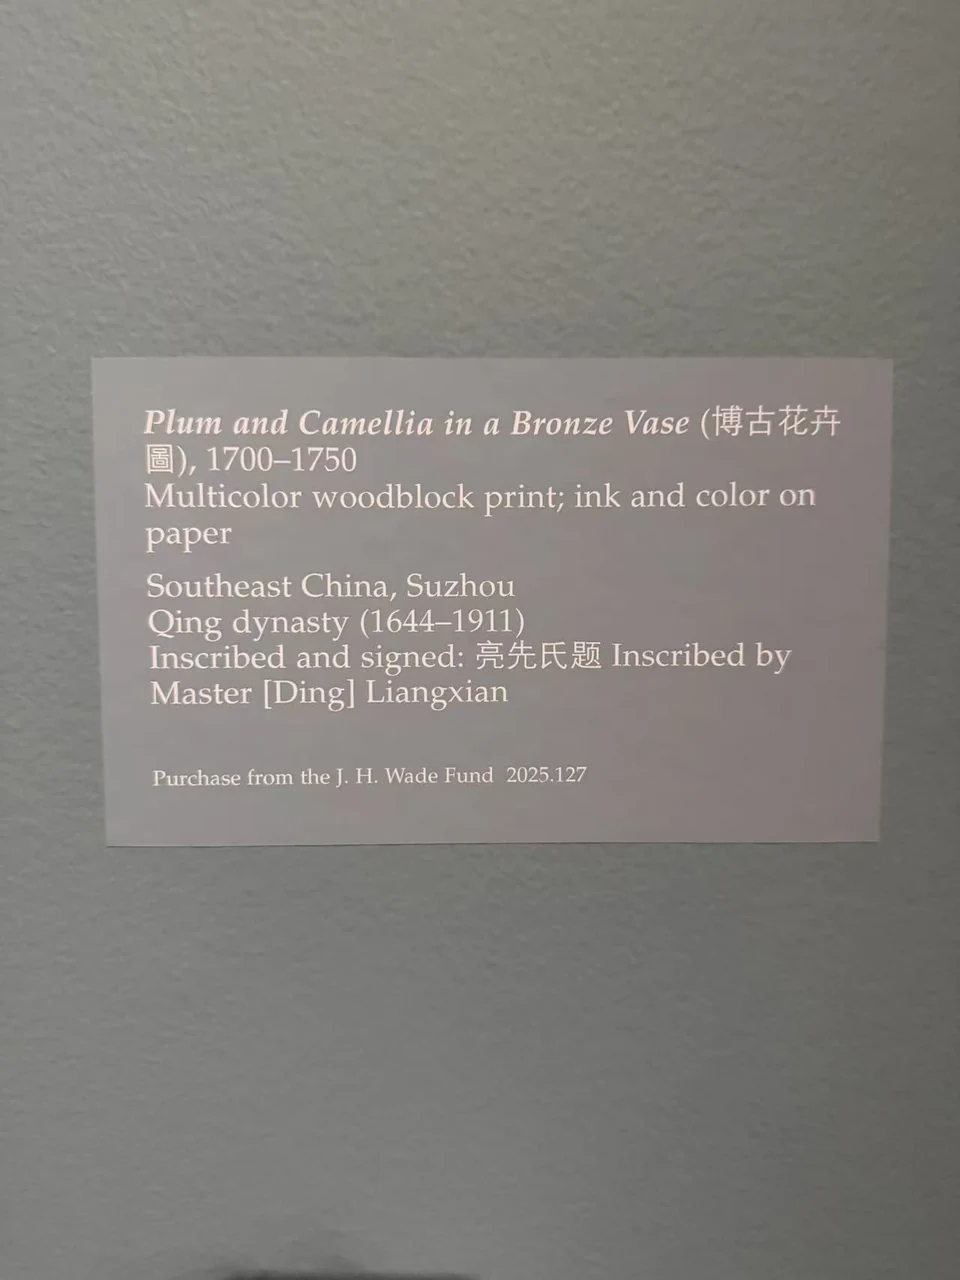 Plum and Camellia in a Bronze Vase (博古花卉
圖), 1700–1750
Multicolor woodblock print; ink and color on
paper
Southeast China, Suzhou
Qing dynasty (1644–1911)
Inscribed and signed: 亮先氏题 Inscribed by
Master [Ding] Liangxian
Purchase from the J. H. Wade Fund 2025.127